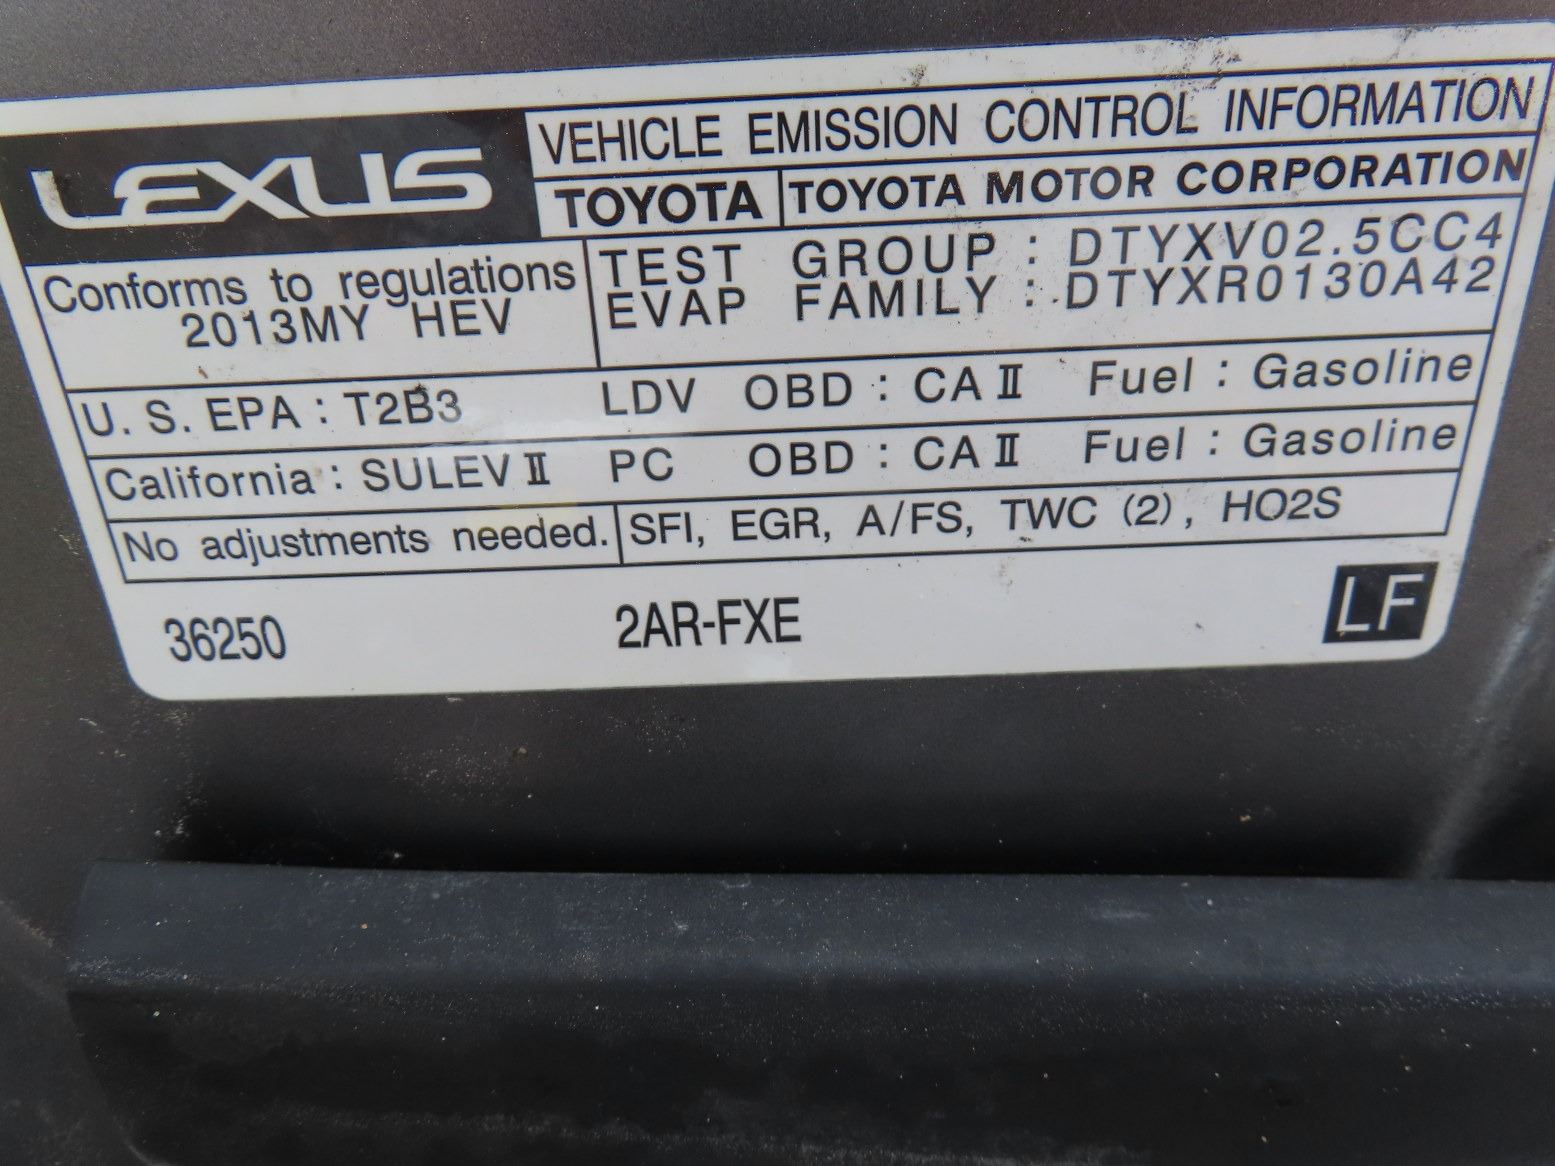 LEXUS
VEHICLE EMISSION CONTROL INFORMATION
TOYOTA TOYOTA MOTOR CORPORATION
Conforms to regulations
2013MY HEV
TEST GROUP : DTYXV02.5CC4
EVAP FAMILY : DTYXR0130A42
U. S. EPA : T2B3 LDV OBD : CA II Fuel : Gasoline
California : SULEV II PC OBD : CA II Fuel : Gasoline
No adjustments needed. SFI, EGR, A/FS, TWC (2), HO2S
36250 2AR-FXE LF